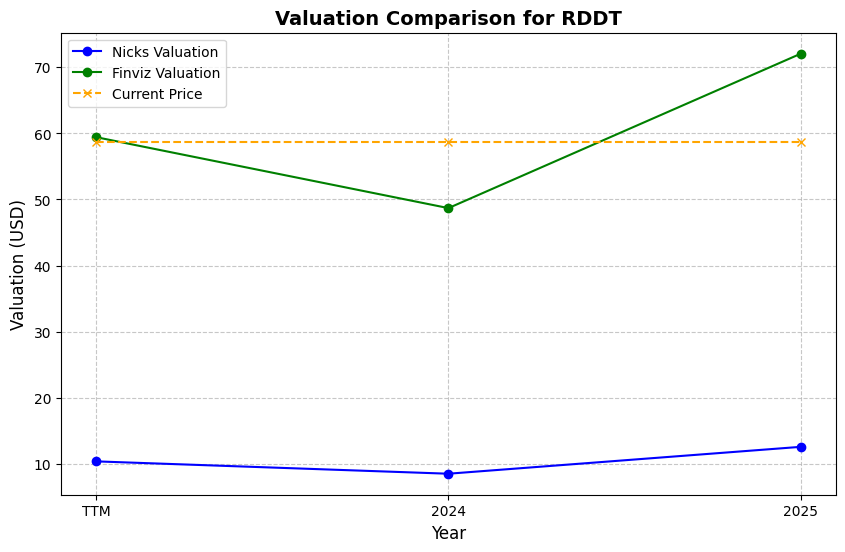 Valuation Comparison for RDDT
Nicks Valuation
Finviz Valuation
Current Price
Valuation (USD)
70
60
50
40
30
20
10
TTM
2024
2025
Year